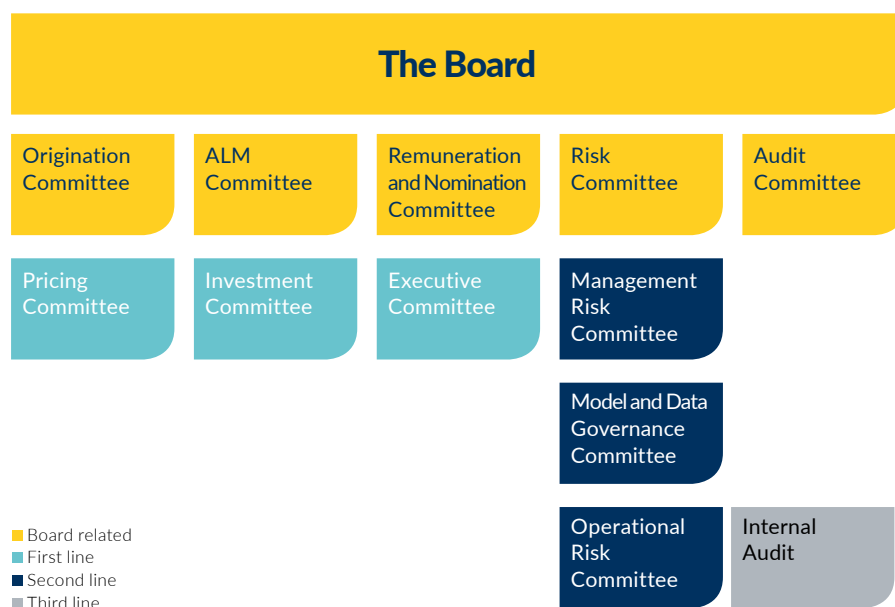 The Board
Origination
Committee
ALM
Committee
Remuneration
and Nomination
Committee
Risk
Committee
Audit
Committee
Pricing
Committee
Investment
Committee
Executive
Committee
Management
Risk
Committee
Model and Data
Governance
Committee
Operational
Risk
Committee
Internal
Audit
Board related
First line
Second line
Third line